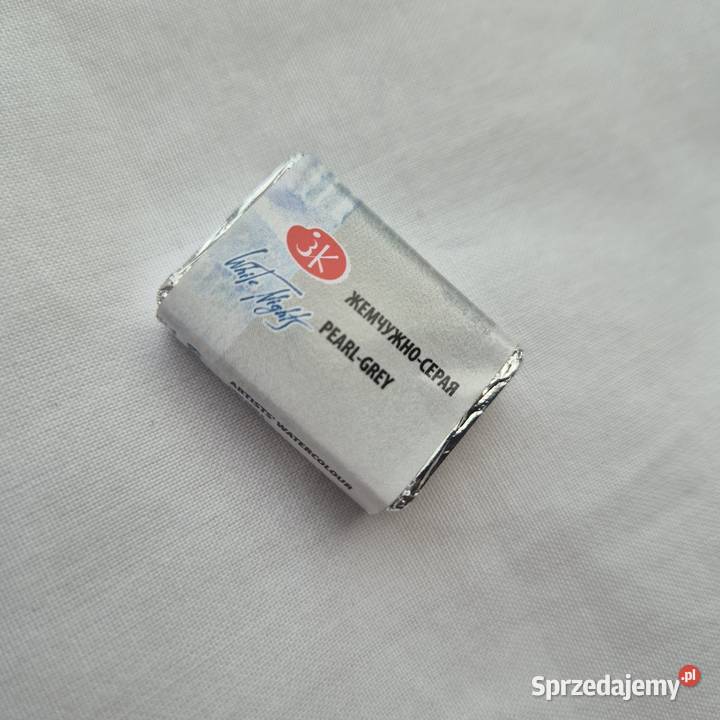 ЗК
White Nights
ЖЕМЧУЖНО-СЕРАЯ
PEARL-GREY
ARTISTS' WATERCOLOUR
Sprzedajemy.pl